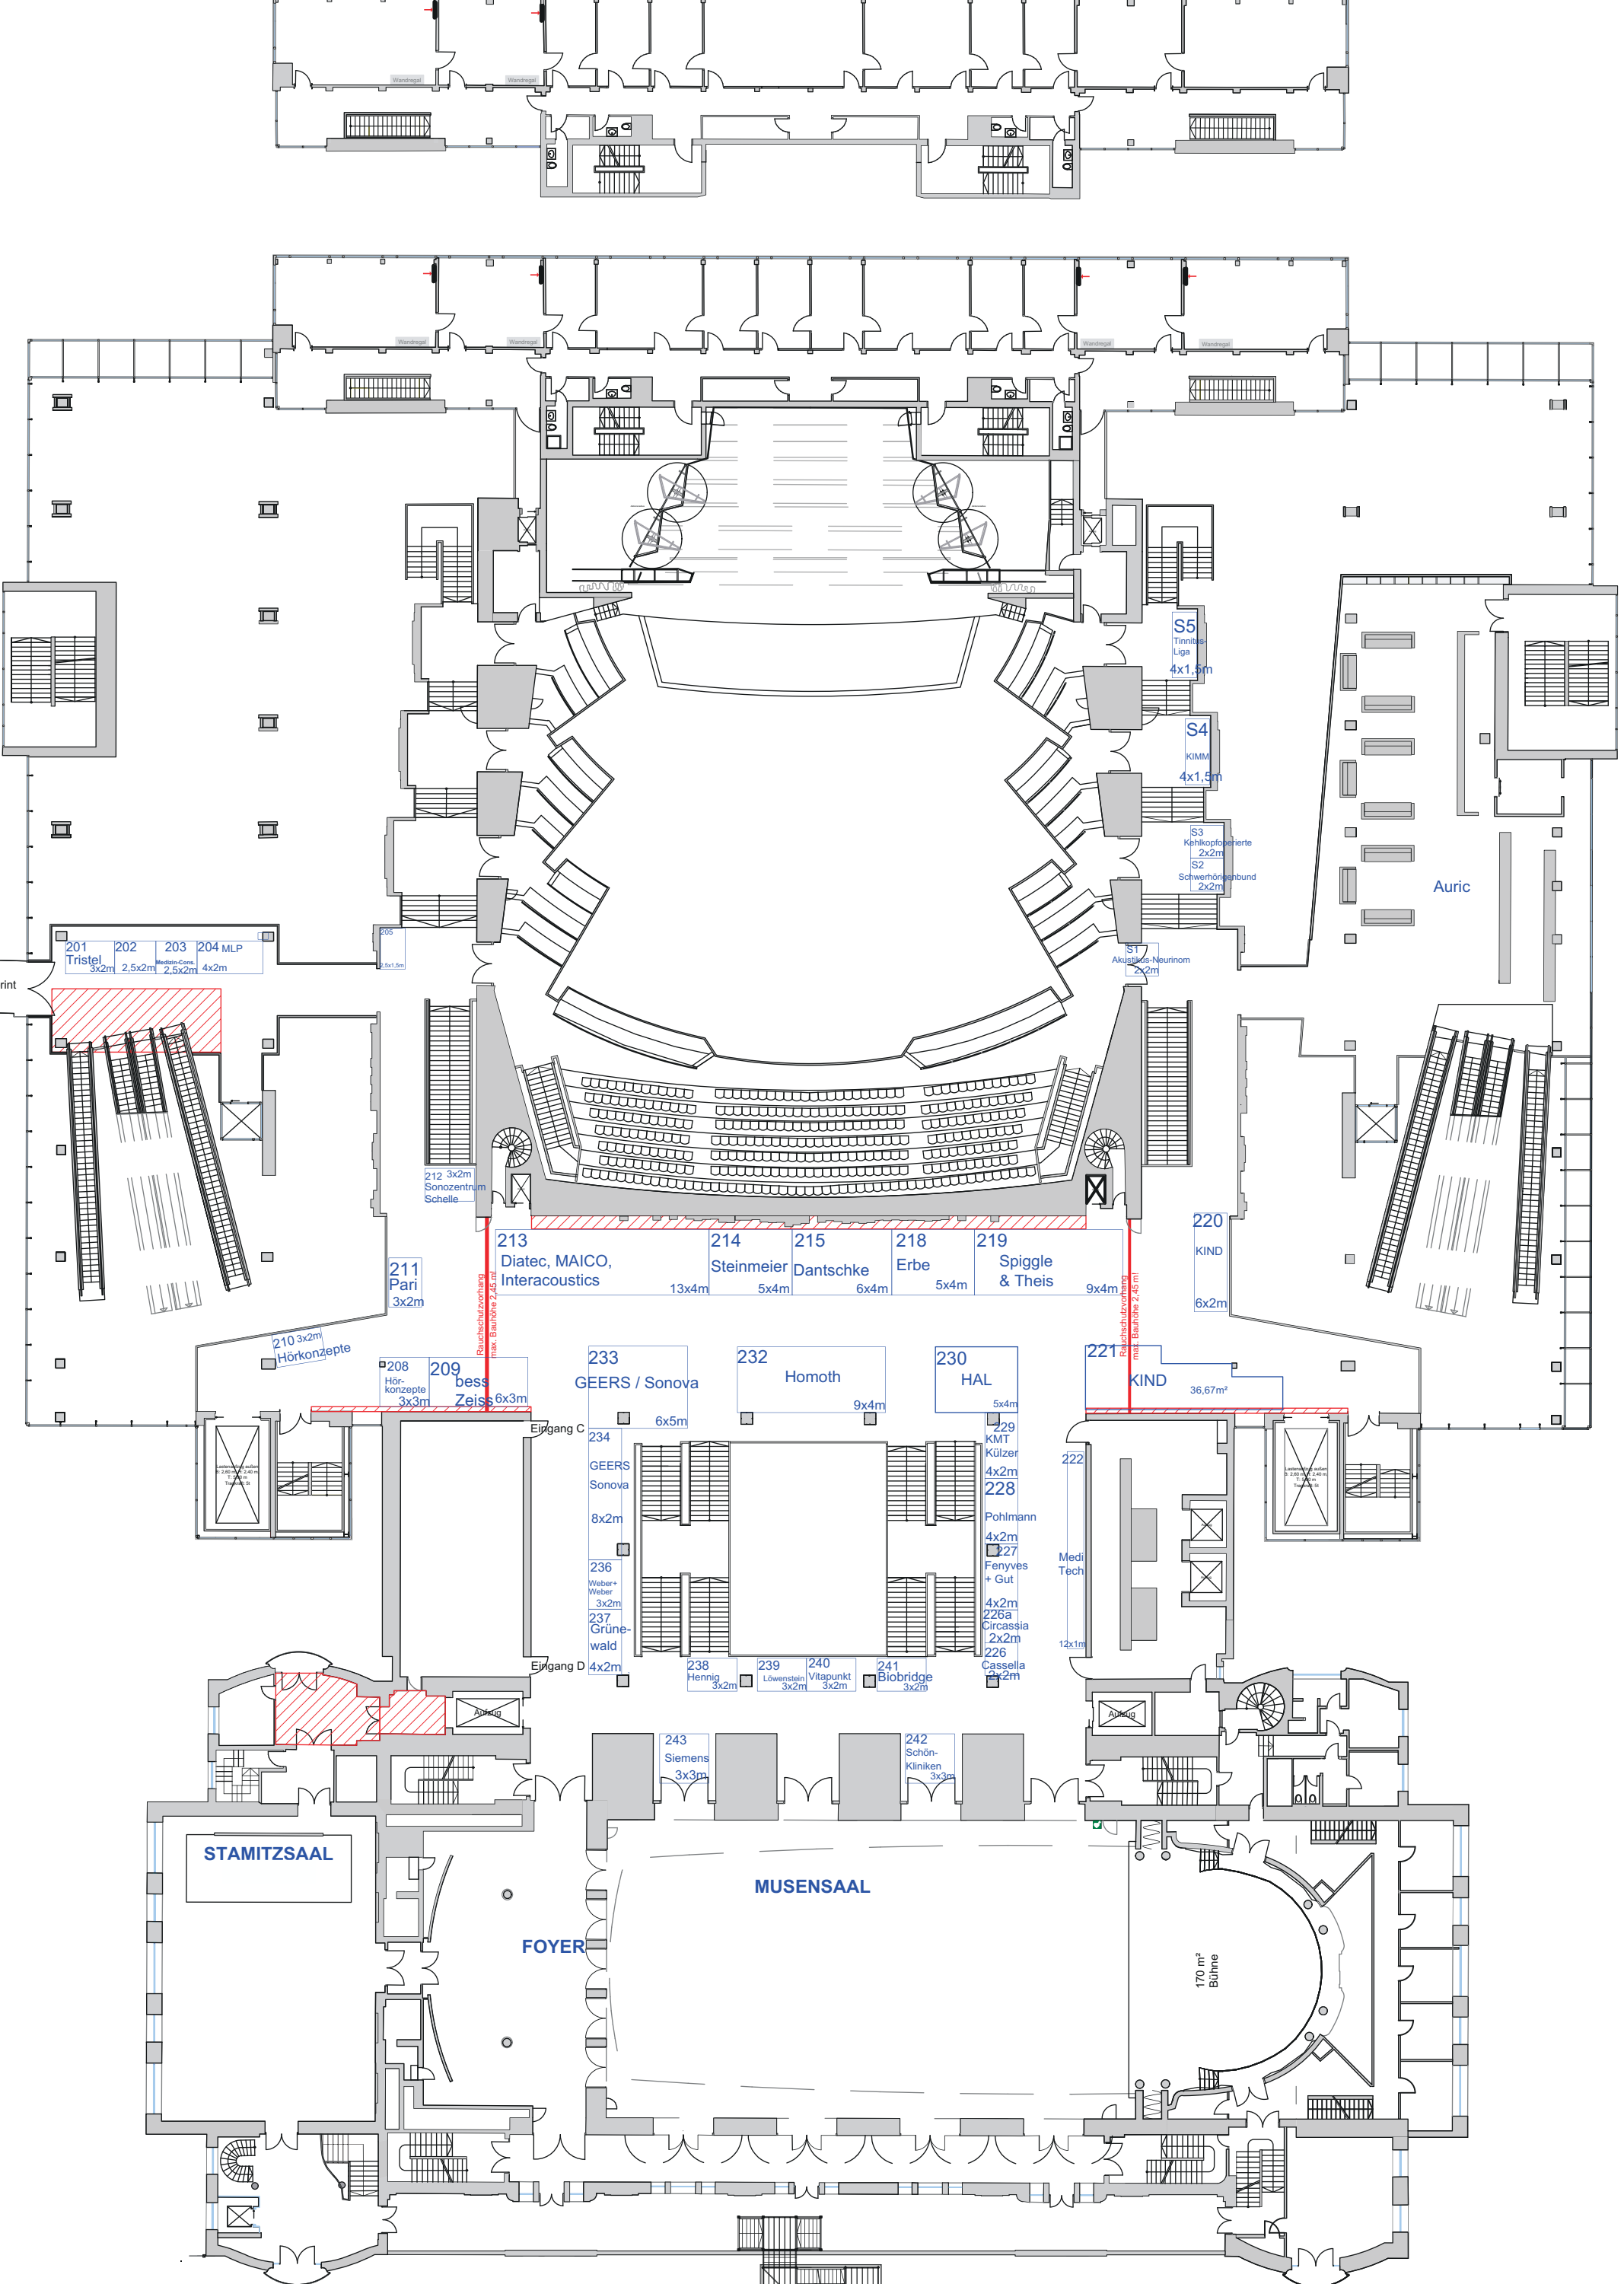 Wandregal
Wandregal
Wandregal
Wandregal
Wandregal
Wandregal
S5
Tinnitus-
Liga
4x1,5m
S4
KIMM
4x1,5m
S3
Kehlkopfoperierte
2x2m
S2
Schwerhörigenbund
2x2m
Auric
201
Tristel
3x2m
202
2,5x2m
203
Medizin-Cons.
2,5x2m
204 MLP
4x2m
205
2,5x1,5m
S1
Akustikus-Neurinom
2x2m
rint
212 3x2m
Sonozentrum
Schelle
213
Diatec, MAICO,
Interacoustics
13x4m
214
Steinmeier
5x4m
215
Dantschke
6x4m
218
Erbe
5x4m
219
Spiggle
& Theis
9x4m
220
KIND
6x2m
211
Pari
3x2m
Rauchschutzvorhang
max. Bauhöhe 2,45 m!
Rauchschutzvorhang
max. Bauhöhe 2,45 m!
210 3x2m
Hörkonzepte
208
Hör-
konzepte
3x3m
209
bess
Zeiss
6x3m
233
GEERS / Sonova
6x5m
232
Homoth
9x4m
230
HAL
5x4m
221
KIND
36,67m²
Eingang C
234
GEERS
Sonova
8x2m
229
KMT
Külzer
4x2m
222
Medi
Tech
12x1m
228
Pohlmann
4x2m
227
Fenyves
+ Gut
4x2m
236
Weber+
Weber
3x2m
237
Grüne-
wald
4x2m
226a
Circassia
2x2m
226
Cassella
2x2m
Eingang D
238
Hennig
3x2m
239
Löwenstein
3x2m
240
Vitapunkt
3x2m
241
Biobridge
3x2m
Aufzug
Aufzug
243
Siemens
3x3m
242
Schön-
Kliniken
3x3m
STAMITZSAAL
MUSENSAAL
FOYER
170 m²
Bühne